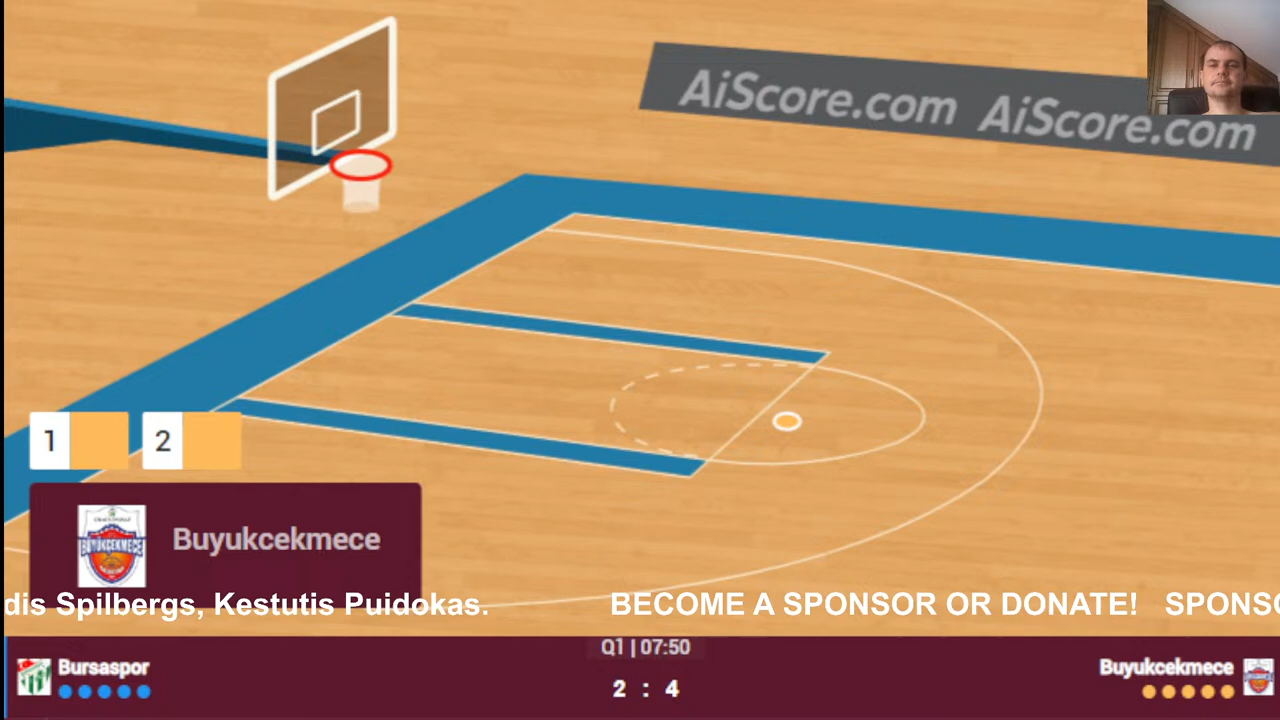 AiScore.com AiScore.com
1 2
BUYUKCEKMECE
Buyukcekmece
dis Spilbergs, Kestutis Puidokas. BECOME A SPONSOR OR DONATE! SPONSO
Q1 | 07:50
Bursaspor
2 : 4
Buyukcekmece